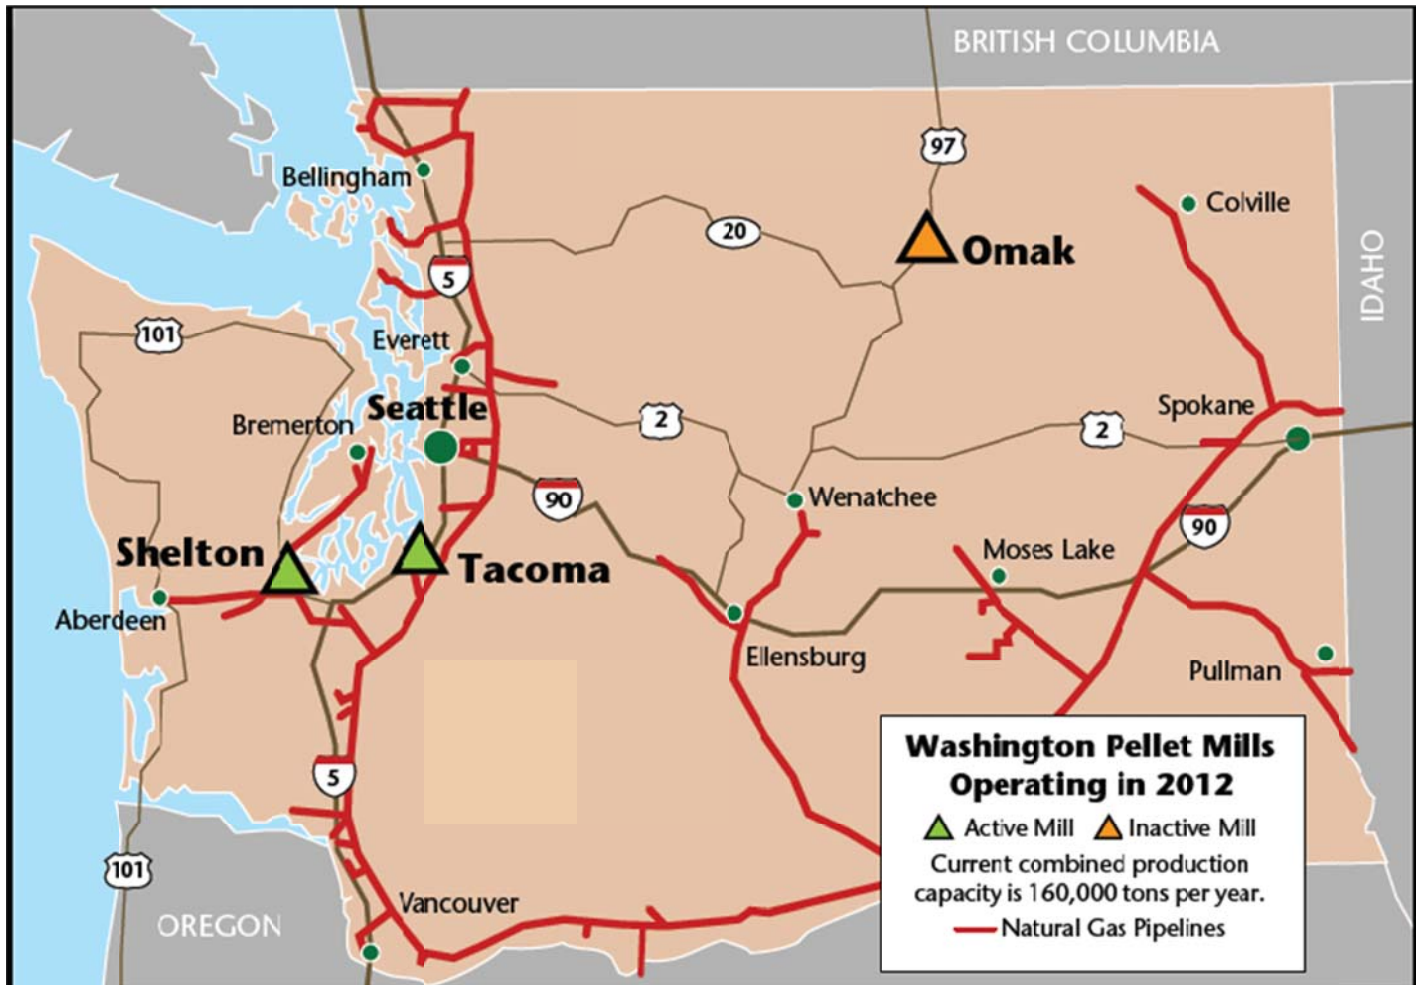 BRITISH COLUMBIA
97
Bellingham
Colville
20
Omak
IDAHO
5
101
Everett
Seattle
Spokane
Bremerton
2
2
90
Wenatchee
90
Shelton
Tacoma
Moses Lake
Aberdeen
Ellensburg
Pullman
5
Washington Pellet Mills
Operating in 2012
Active Mill Inactive Mill
Current combined production
capacity is 160,000 tons per year.
Natural Gas Pipelines
101
Vancouver
OREGON